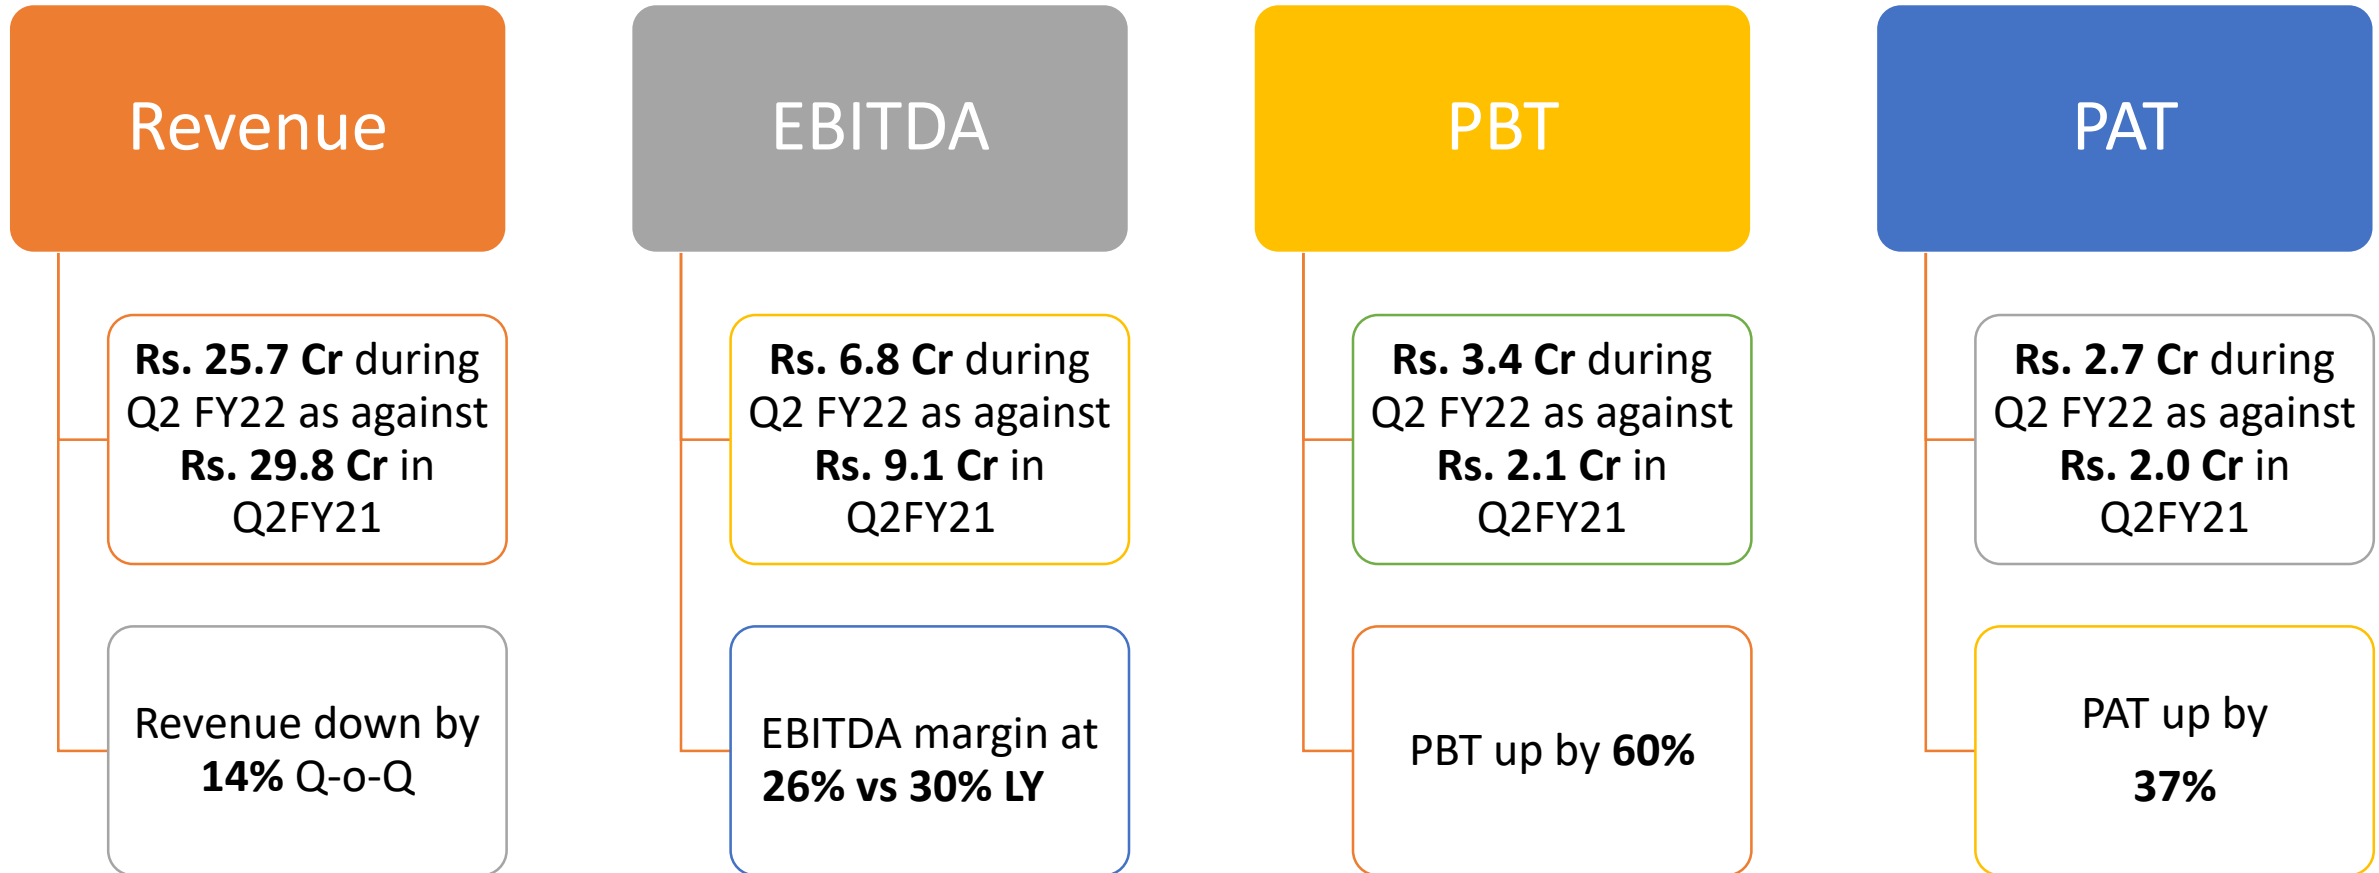 Revenue
Rs. 25.7 Cr during
Q2 FY22 as against
Rs. 29.8 Cr in
Q2FY21
Revenue down by
14% Q-o-Q
EBITDA
Rs. 6.8 Cr during
Q2 FY22 as against
Rs. 9.1 Cr in
Q2FY21
EBITDA margin at
26% vs 30% LY
PBT
Rs. 3.4 Cr during
Q2 FY22 as against
Rs. 2.1 Cr in
Q2FY21
PBT up by 60%
PAT
Rs. 2.7 Cr during
Q2 FY22 as against
Rs. 2.0 Cr in
Q2FY21
PAT up by
37%